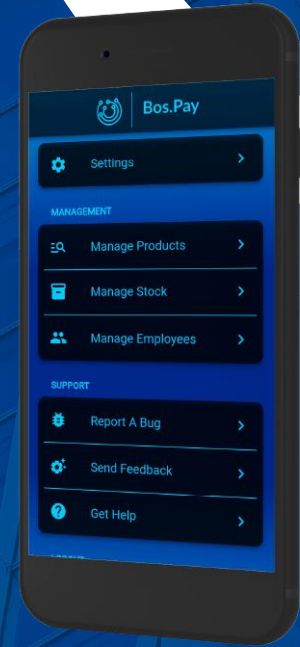 Bos.Pay
Settings
MANAGEMENT
Manage Products
Manage Stock
Manage Employees
SUPPORT
Report A Bug
Send Feedback
Get Help